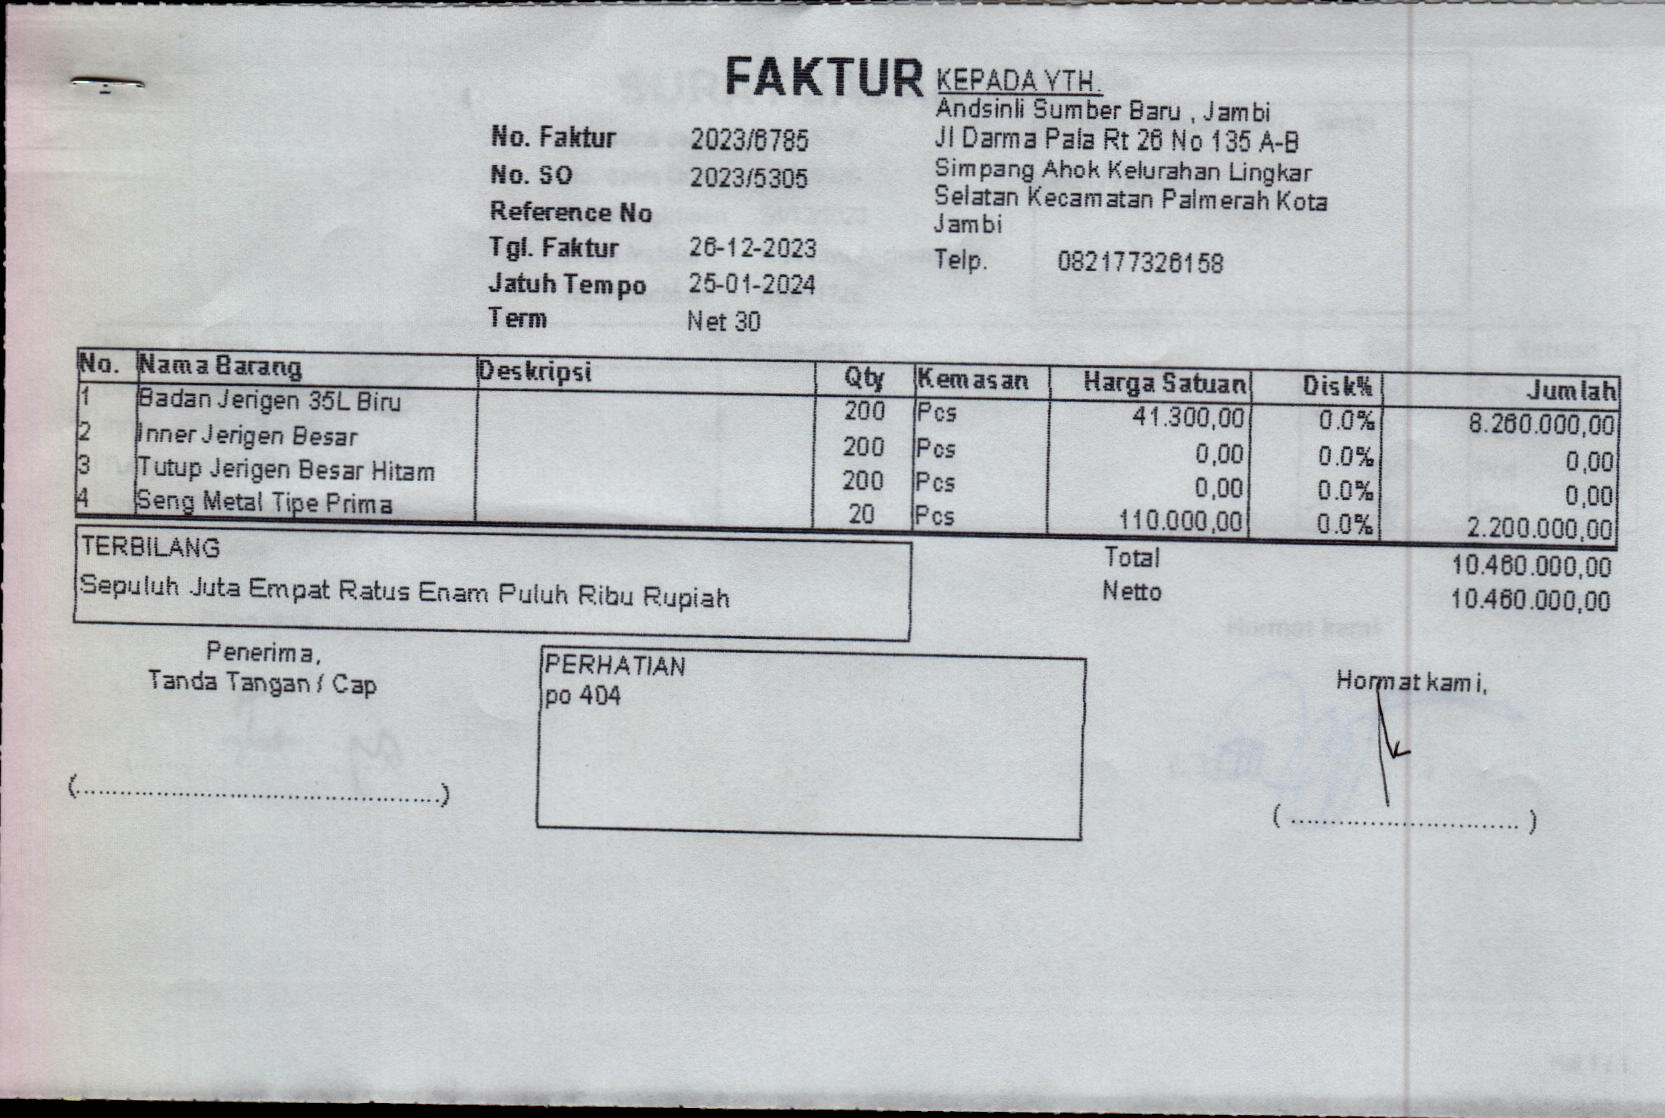 FAKTUR
KEPADA YTH.
Andsinli Sumber Baru , Jambi
Jl Darma Pala Rt 26 No 135 A-B
Simpang Ahok Kelurahan Lingkar
Selatan Kecamatan Palmerah Kota
Jambi
Telp. 082177326158
No. Faktur 2023/6785
No. SO 2023/5305
Reference No
Tgl. Faktur 26-12-2023
Jatuh Tempo 25-01-2024
Term Net 30
No. Nama Barang Deskripsi Qty Kemasan Harga Satuan Disk% Jumlah
1 Badan Jerigen 35L Biru 200 Pcs 41.300,00 0.0% 8.260.000,00
2 Inner Jerigen Besar 200 Pcs 0,00 0.0% 0,00
3 Tutup Jerigen Besar Hitam 200 Pcs 0,00 0.0% 0,00
4 Seng Metal Tipe Prima 20 Pcs 110.000,00 0.0% 2.200.000,00
TERBILANG
Sepuluh Juta Empat Ratus Enam Puluh Ribu Rupiah
Total 10.460.000,00
Netto 10.460.000,00
Penerima,
Tanda Tangan / Cap
(..............................................)
PERHATIAN
po 404
Hormat kami,
( ............................. )